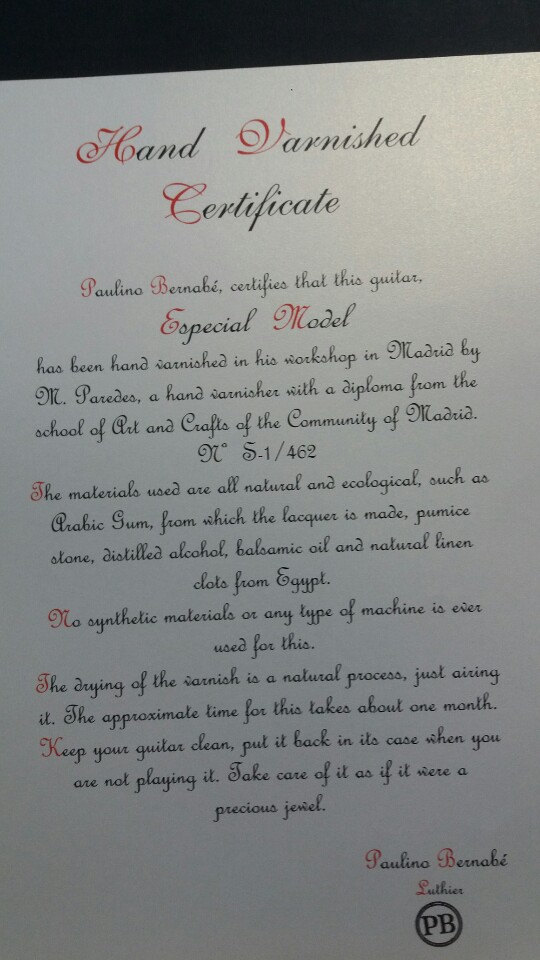 Hand Varnished
Certificate
Paulino Bernabé, certifies that this guitar,
Especial Model
has been hand varnished in his workshop in Madrid by
M. Paredes, a hand varnisher with a diploma from the
school of Art and Crafts of the Community of Madrid.
Nº S-1/462
The materials used are all natural and ecological, such as
Arabic Gum, from which the lacquer is made, pumice
stone, distilled alcohol, balsamic oil and natural linen
clots from Egypt.
No synthetic materials or any type of machine is ever
used for this.
The drying of the varnish is a natural process, just airing
it. The approximate time for this takes about one month.
Keep your guitar clean, put it back in its case when you
are not playing it. Take care of it as if it were a
precious jewel.
Paulino Bernabé
Luthier
PB